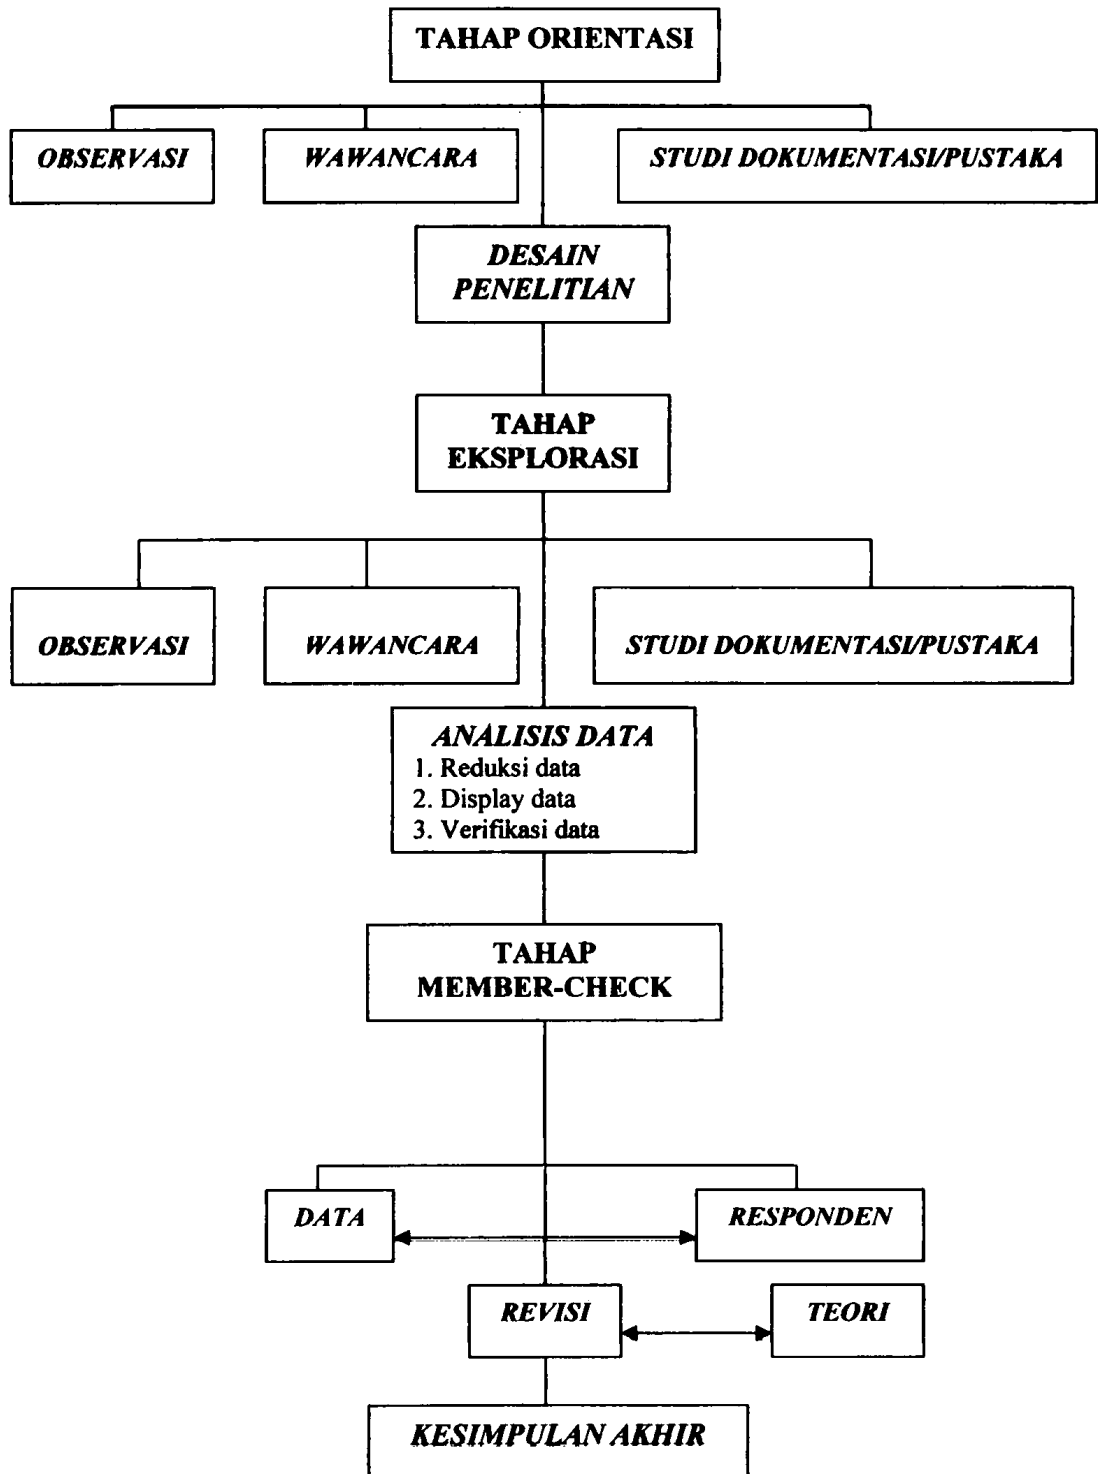 TAHAP ORIENTASI
OBSERVASI
WAWANCARA
STUDI DOKUMENTASI/PUSTAKA
DESAIN
PENELITIAN
TAHAP
EKSPLORASI
OBSERVASI
WAWANCARA
STUDI DOKUMENTASI/PUSTAKA
ANALISIS DATA
1. Reduksi data
2. Display data
3. Verifikasi data
TAHAP
MEMBER-CHECK
DATA
RESPONDEN
REVISI
TEORI
KESIMPULAN AKHIR